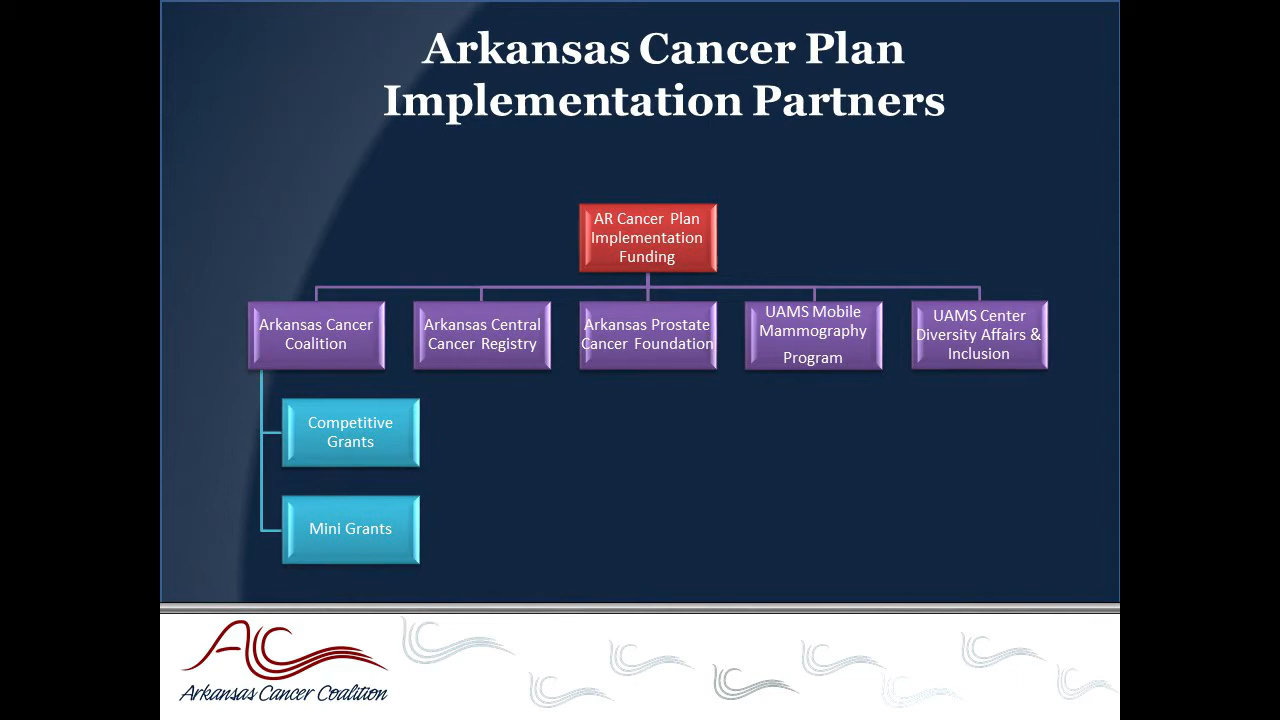 Arkansas Cancer Plan
Implementation Partners
AR Cancer Plan
Implementation
Funding
Arkansas Cancer
Coalition
Arkansas Central
Cancer Registry
Arkansas Prostate
Cancer Foundation
UAMS Mobile
Mammography
Program
UAMS Center
Diversity Affairs &
Inclusion
Competitive
Grants
Mini Grants
ACC
Arkansas Cancer Coalition